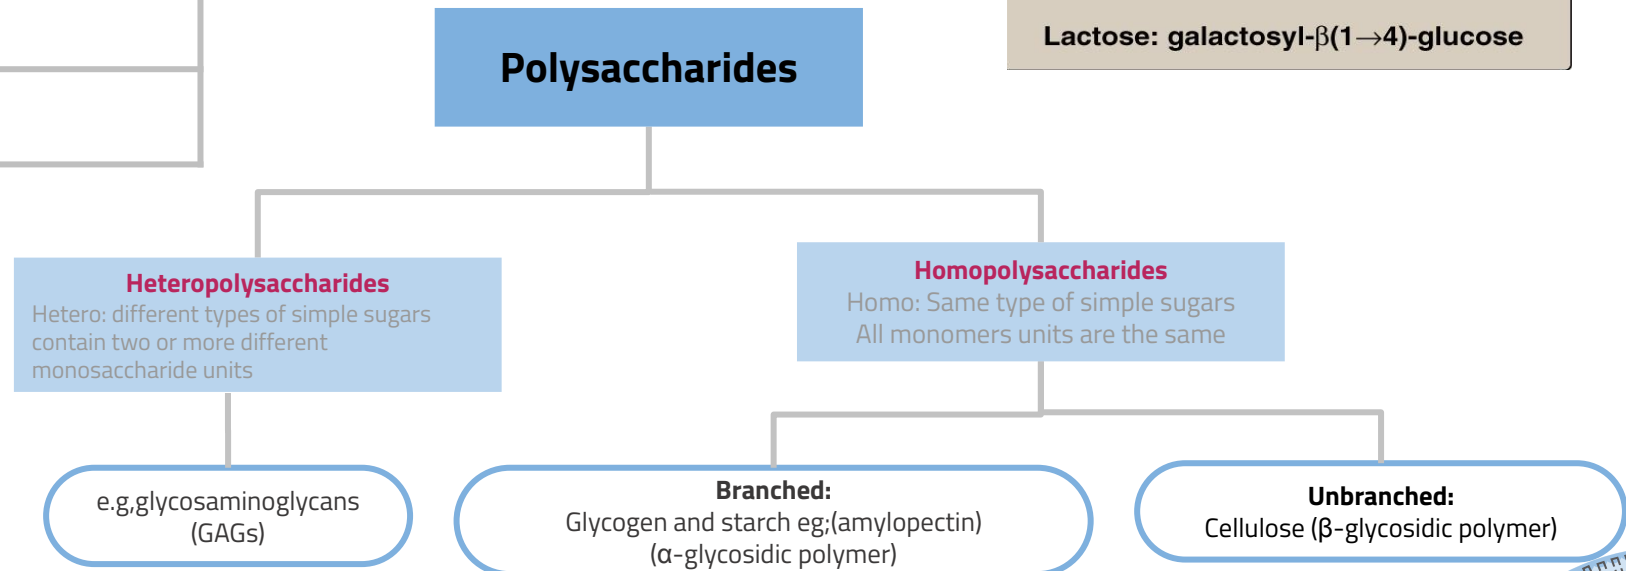 Lactose: galactosyl-β(1→4)-glucose
Polysaccharides
Heteropolysaccharides
Hetero: different types of simple sugars
contain two or more different
monosaccharide units
Homopolysaccharides
Homo: Same type of simple sugars
All monomers units are the same
e.g,glycosaminoglycans
(GAGs)
Branched:
Glycogen and starch eg;(amylopectin)
(α-glycosidic polymer)
Unbranched:
Cellulose (β-glycosidic polymer)